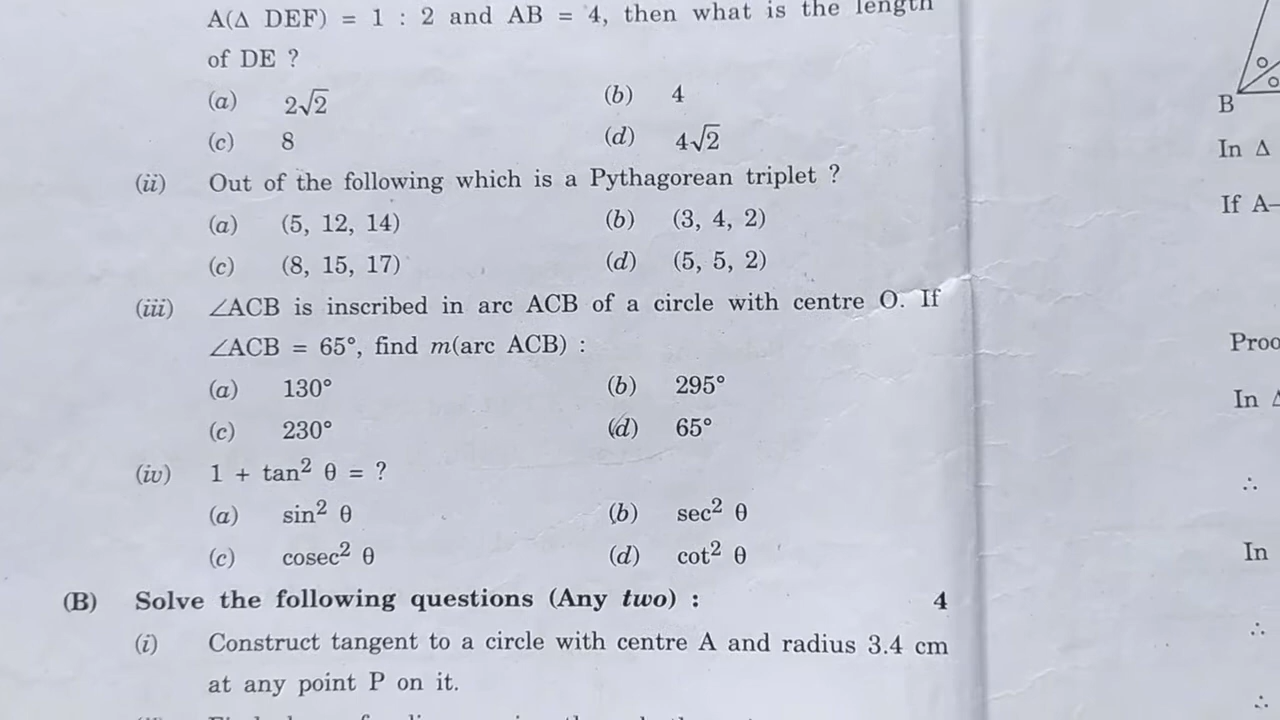 A(Δ DEF) = 1 : 2 and AB = 4, then what is the length
of DE ?
(a) 2√2 (b) 4
(c) 8 (d) 4√2
(ii) Out of the following which is a Pythagorean triplet ?
(a) (5, 12, 14) (b) (3, 4, 2)
(c) (8, 15, 17) (d) (5, 5, 2)
(iii) ∠ACB is inscribed in arc ACB of a circle with centre O. If
∠ACB = 65°, find m(arc ACB) :
(a) 130° (b) 295°
(c) 230° (d) 65°
(iv) 1 + tan² θ = ?
(a) sin² θ (b) sec² θ
(c) cosec² θ (d) cot² θ
(B) Solve the following questions (Any two) : 4
(i) Construct tangent to a circle with centre A and radius 3.4 cm
at any point P on it.
B
In Δ
If A–
Proo
In Δ
∴
In
∴
∴